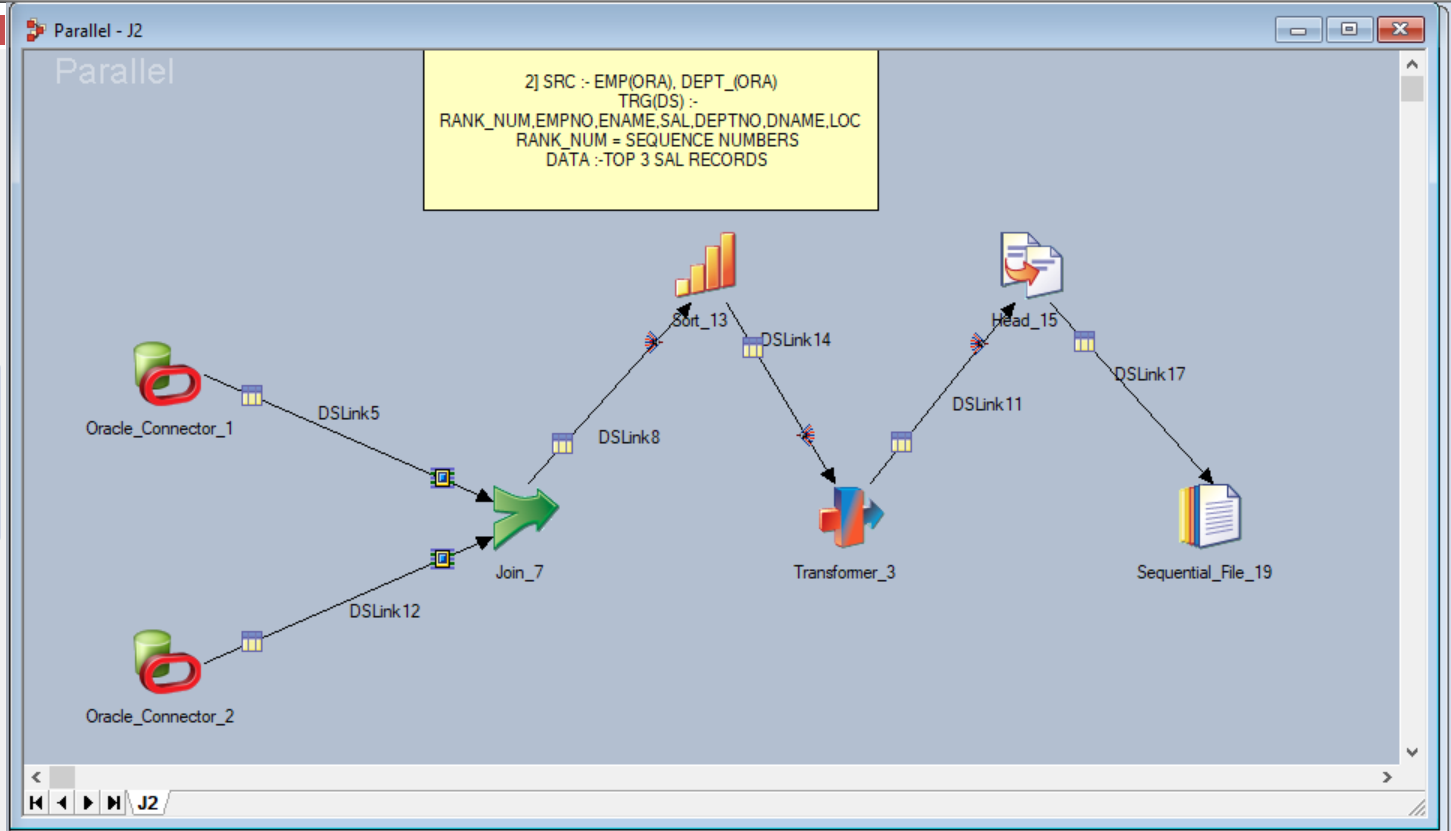 Parallel - J2
Parallel
2] SRC :- EMP(ORA), DEPT_(ORA)
TRG(DS) :-
RANK_NUM,EMPNO,ENAME,SAL,DEPTNO,DNAME,LOC
RANK_NUM = SEQUENCE NUMBERS
DATA :-TOP 3 SAL RECORDS
Sort_13
Head_15
DSLink14
DSLink17
DSLink5
DSLink11
Oracle_Connector_1
DSLink8
Join_7
Transformer_3
Sequential_File_19
DSLink12
Oracle_Connector_2
J2